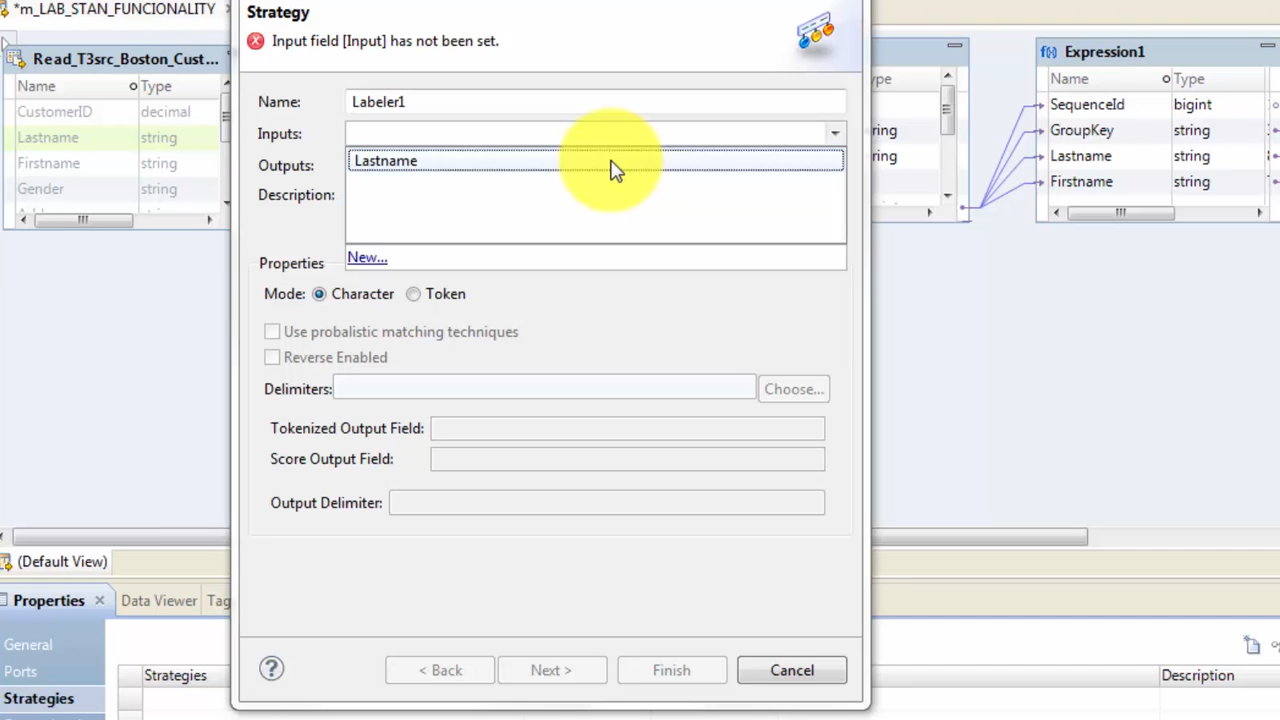 *m_LAB_STAN_FUNCIONALITY
Strategy
Input field [Input] has not been set.
Read_T3src_Boston_Cust...
Name Type
CustomerID decimal
Lastname string
Firstname string
Gender string
Name: Labeler1
Inputs:
Outputs: Lastname
Description:
New...
Properties
Mode: Character Token
Use probalistic matching techniques
Reverse Enabled
Delimiters: Choose...
Tokenized Output Field:
Score Output Field:
Output Delimiter:
< Back Next > Finish Cancel
Expression1
Name Type
SequenceId bigint
GroupKey string
Lastname string
Firstname string
(Default View)
Properties Data Viewer Tag
General
Ports
Strategies
Strategies Description